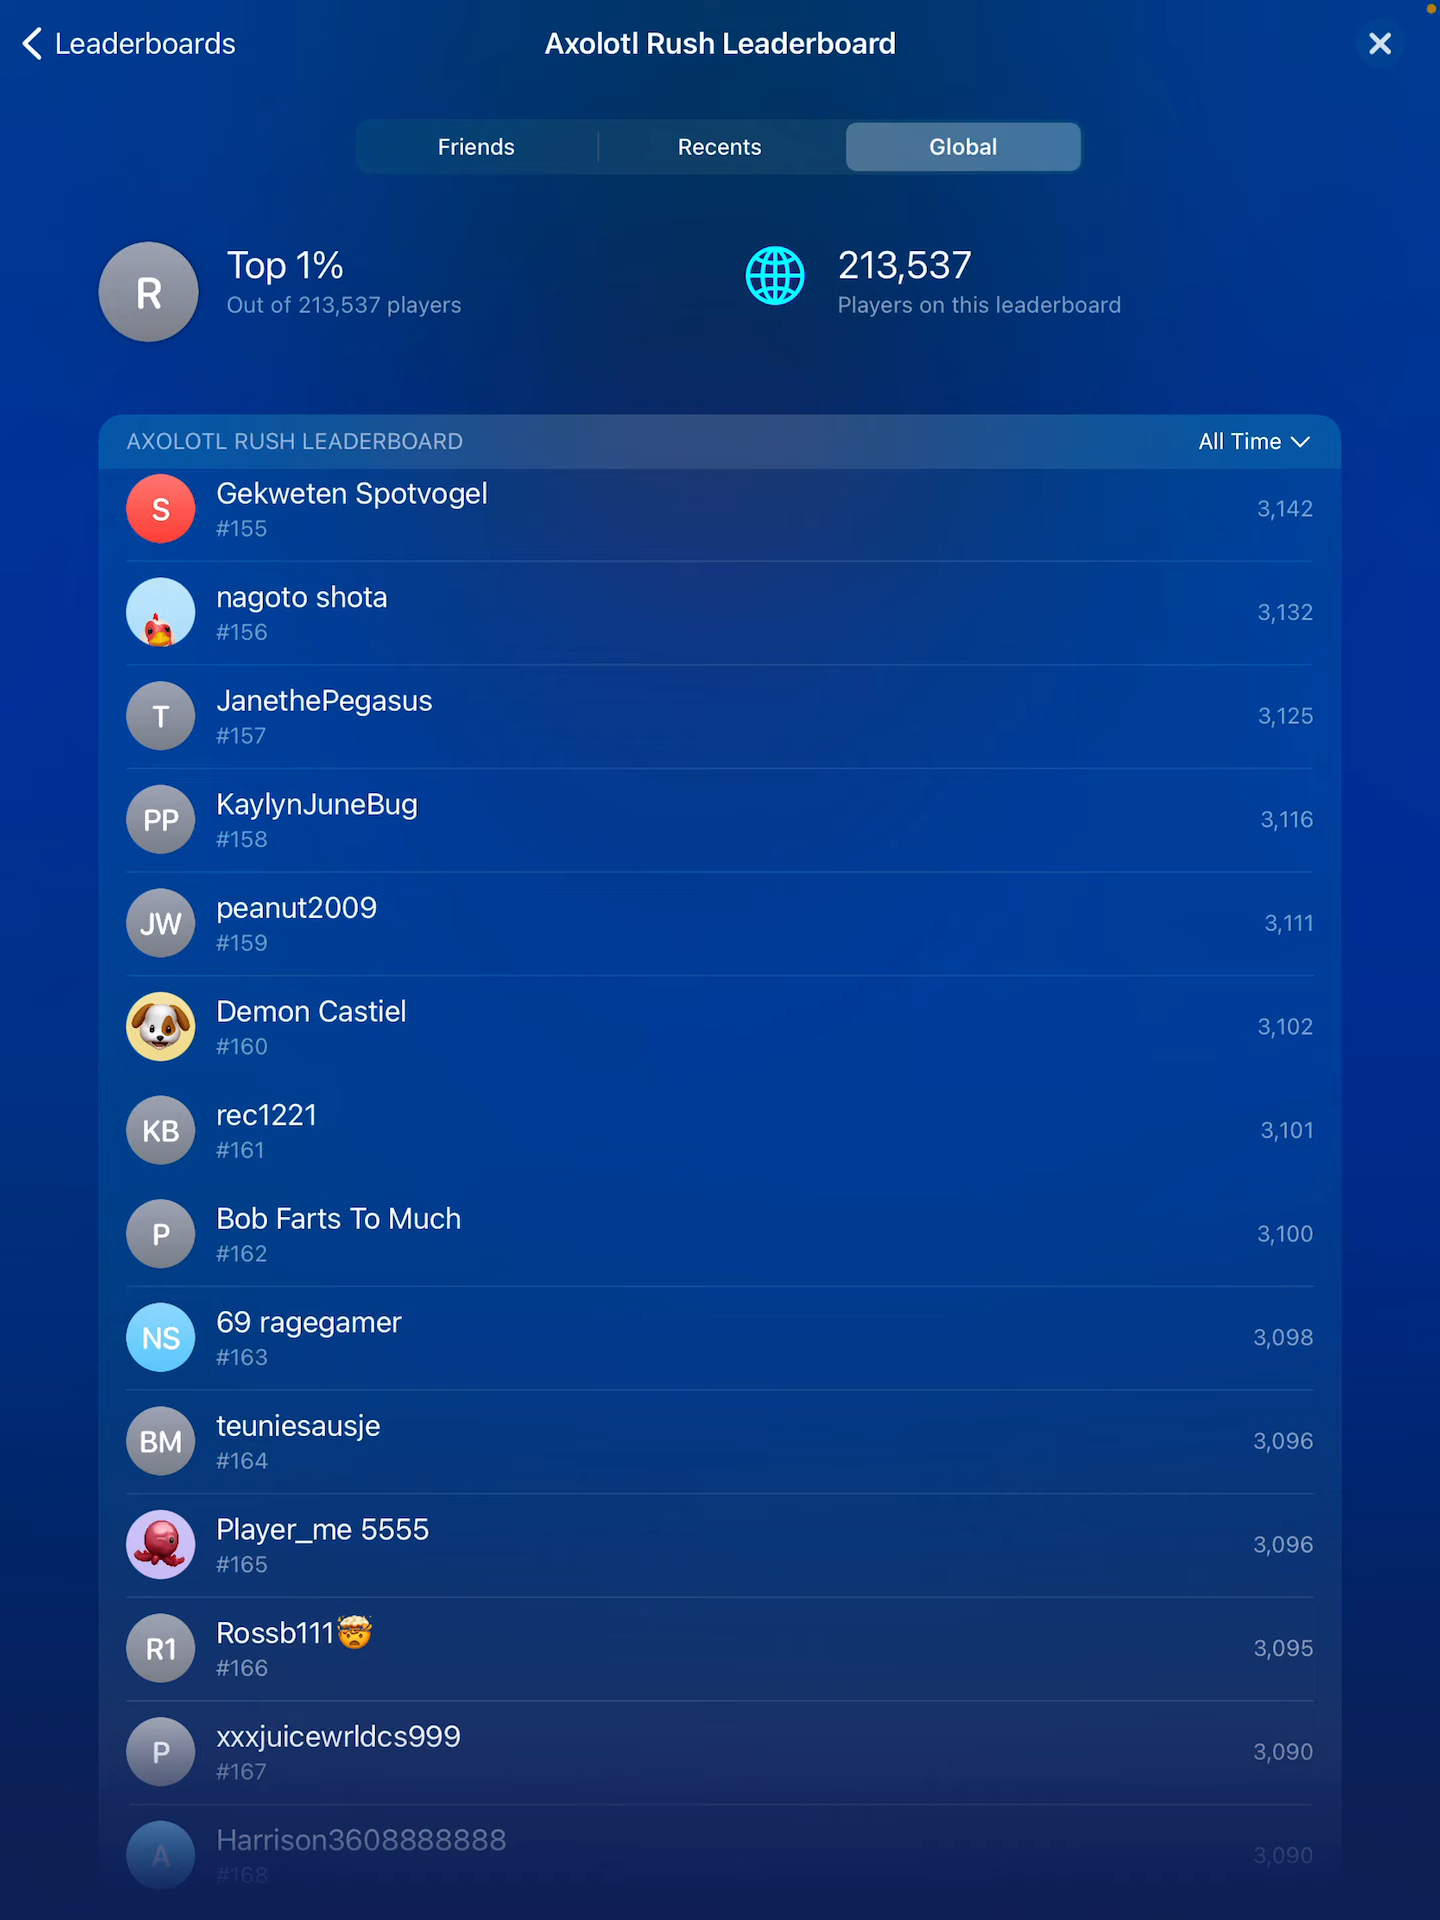 Leaderboards
Axolotl Rush Leaderboard
Friends
Recents
Global
R
Top 1%
Out of 213,537 players
213,537
Players on this leaderboard
AXOLOTL RUSH LEADERBOARD
All Time
S
Gekweten Spotvogel
#155
3,142
nagoto shota
#156
3,132
T
JanethePegasus
#157
3,125
PP
KaylynJuneBug
#158
3,116
JW
peanut2009
#159
3,111
Demon Castiel
#160
3,102
KB
rec1221
#161
3,101
P
Bob Farts To Much
#162
3,100
NS
69 ragegamer
#163
3,098
BM
teuniesausje
#164
3,096
Player_me 5555
#165
3,096
R1
Rossb111🤯
#166
3,095
P
xxxjuicewrldcs999
#167
3,090
A
Harrison3608888888
#168
3,090